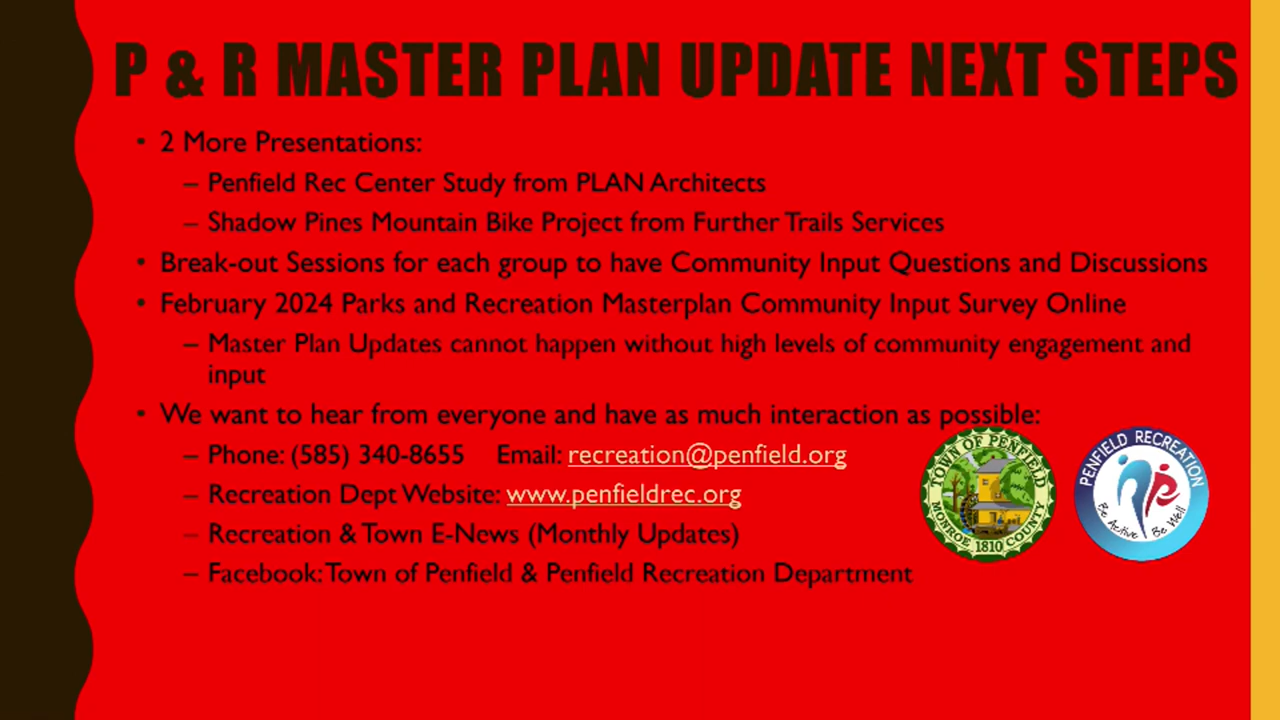 P & R MASTER PLAN UPDATE NEXT STEPS
• 2 More Presentations:
– Penfield Rec Center Study from PLAN Architects
– Shadow Pines Mountain Bike Project from Further Trails Services
• Break-out Sessions for each group to have Community Input Questions and Discussions
• February 2024 Parks and Recreation Masterplan Community Input Survey Online
– Master Plan Updates cannot happen without high levels of community engagement and
input
• We want to hear from everyone and have as much interaction as possible:
– Phone: (585) 340-8655 Email: recreation@penfield.org
– Recreation Dept Website: www.penfieldrec.org
– Recreation & Town E-News (Monthly Updates)
– Facebook: Town of Penfield & Penfield Recreation Department
TOWN OF PENFIELD
MONROE 1810 COUNTY
PENFIELD RECREATION
Be Active Be Well